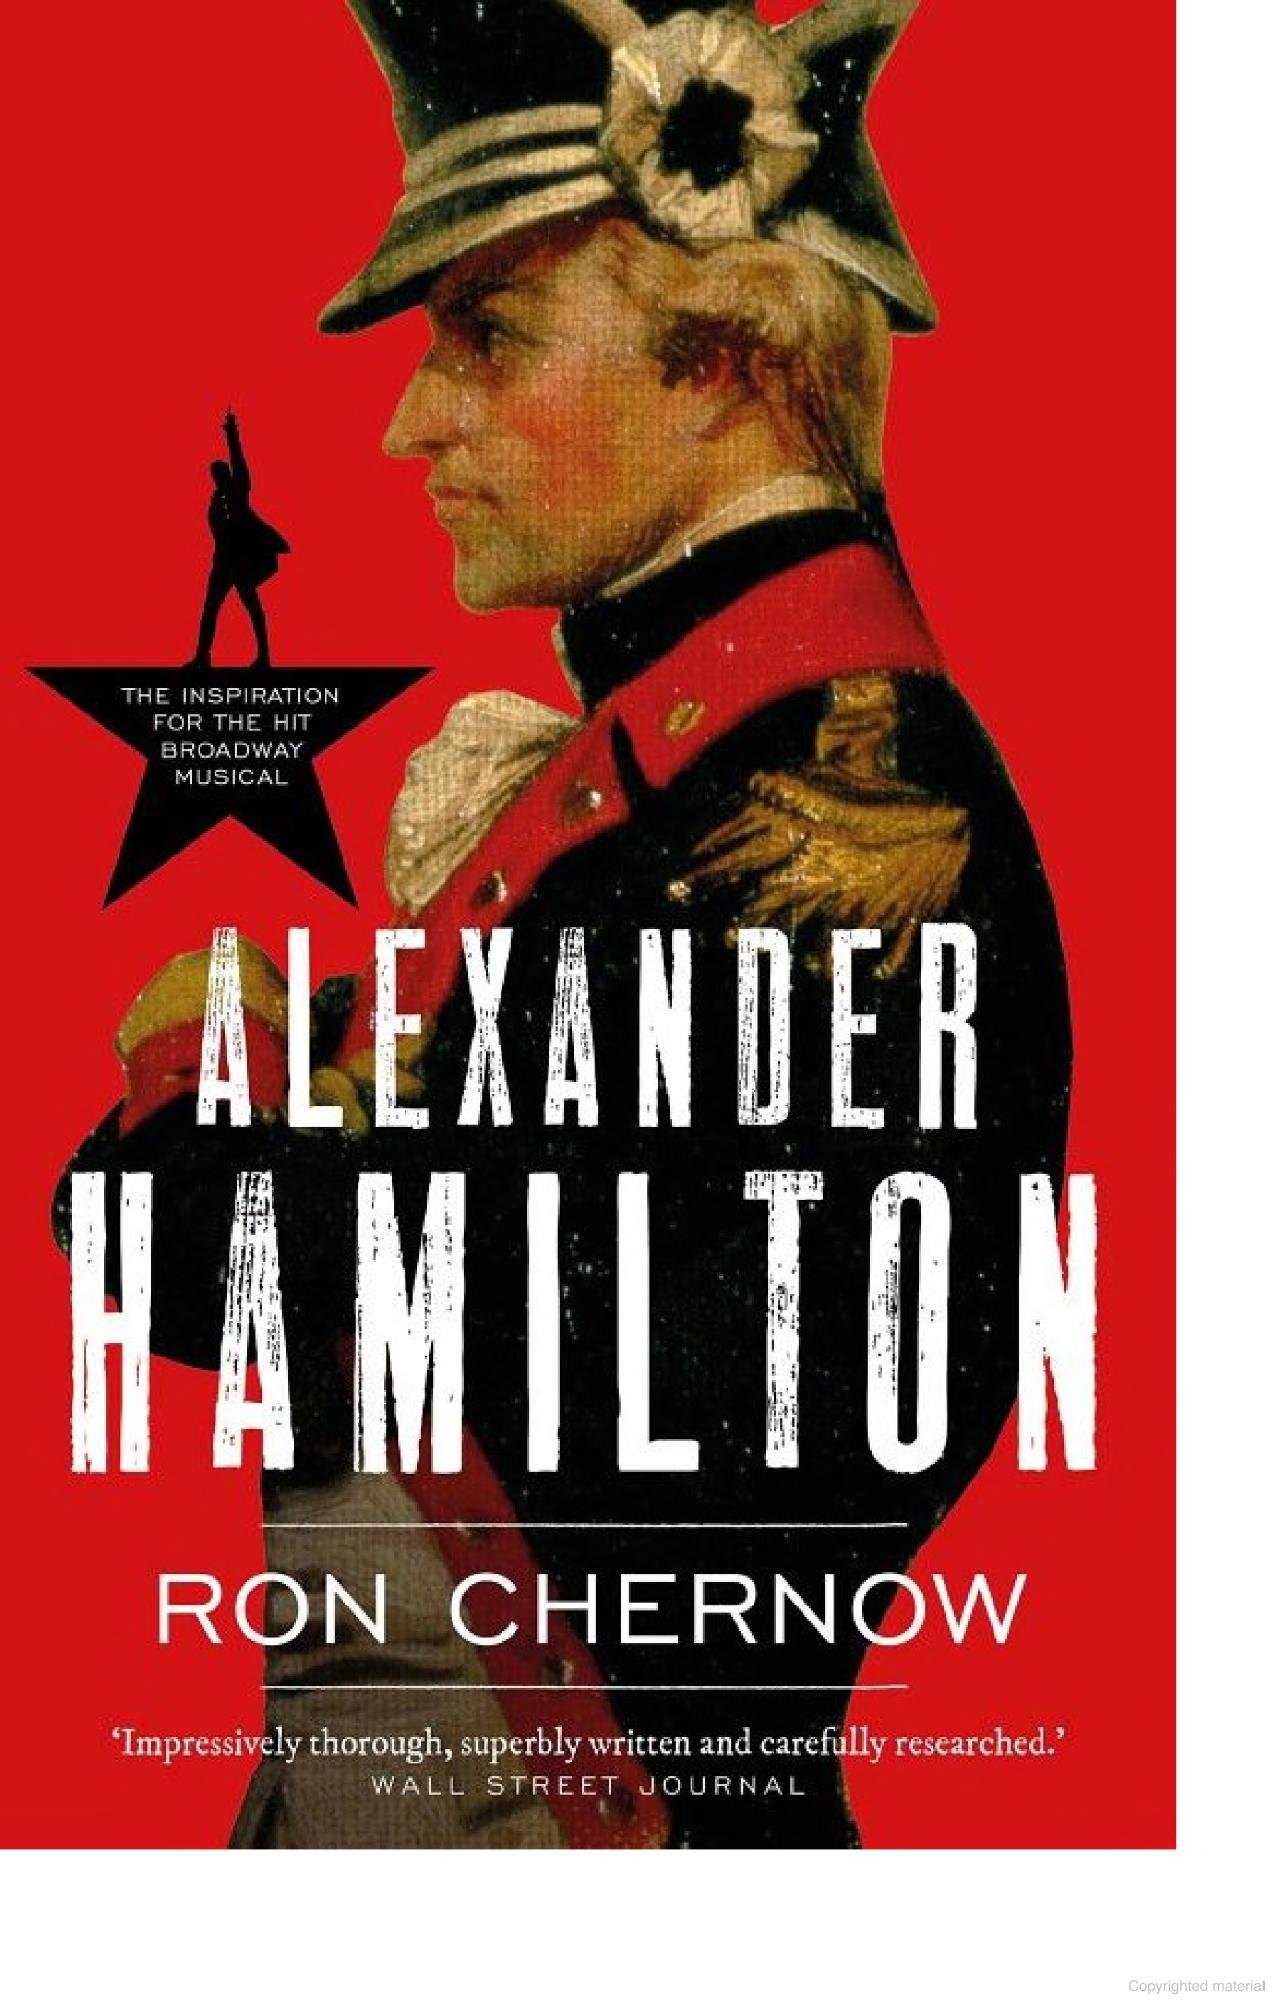 THE INSPIRATION
FOR THE HIT
BROADWAY
MUSICAL
ALEXANDER
HAMILTON
RON CHERNOW
‘Impressively thorough, superbly written and carefully researched.’
WALL STREET JOURNAL
Copyrighted material